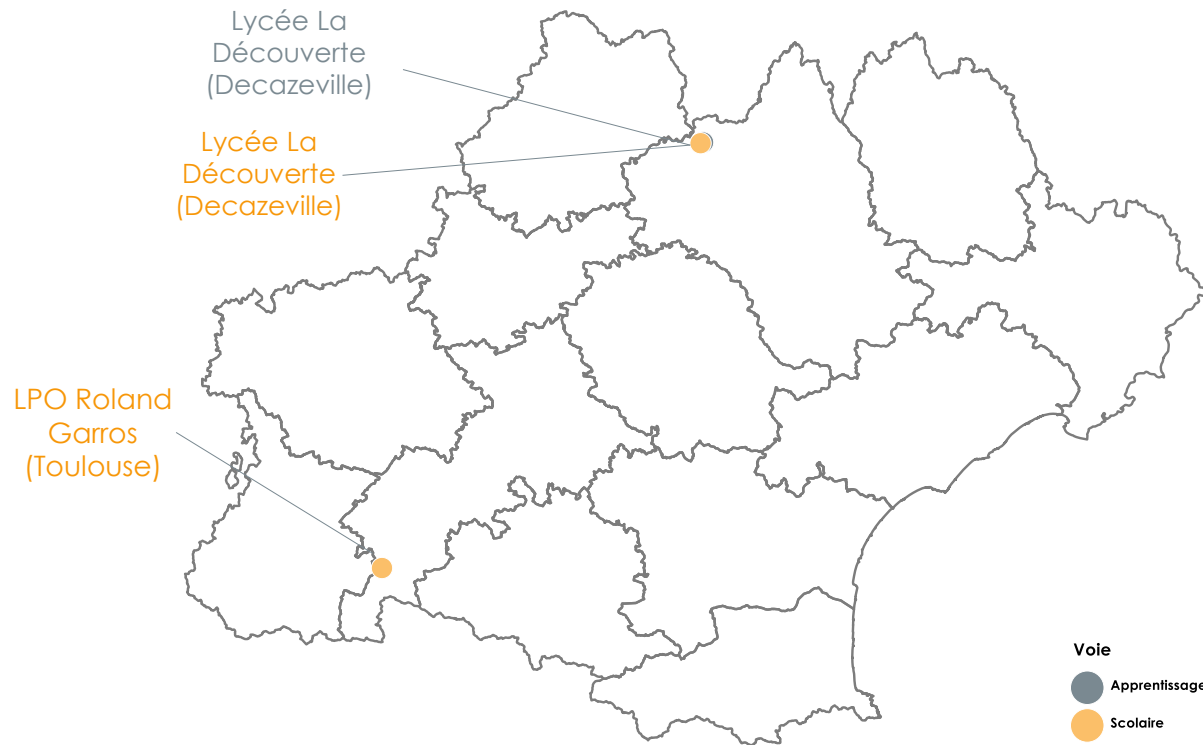 Lycée La
Découverte
(Decazeville)
Lycée La
Découverte
(Decazeville)
LPO Roland
Garros
(Toulouse)
Voie
Apprentissage
Scolaire